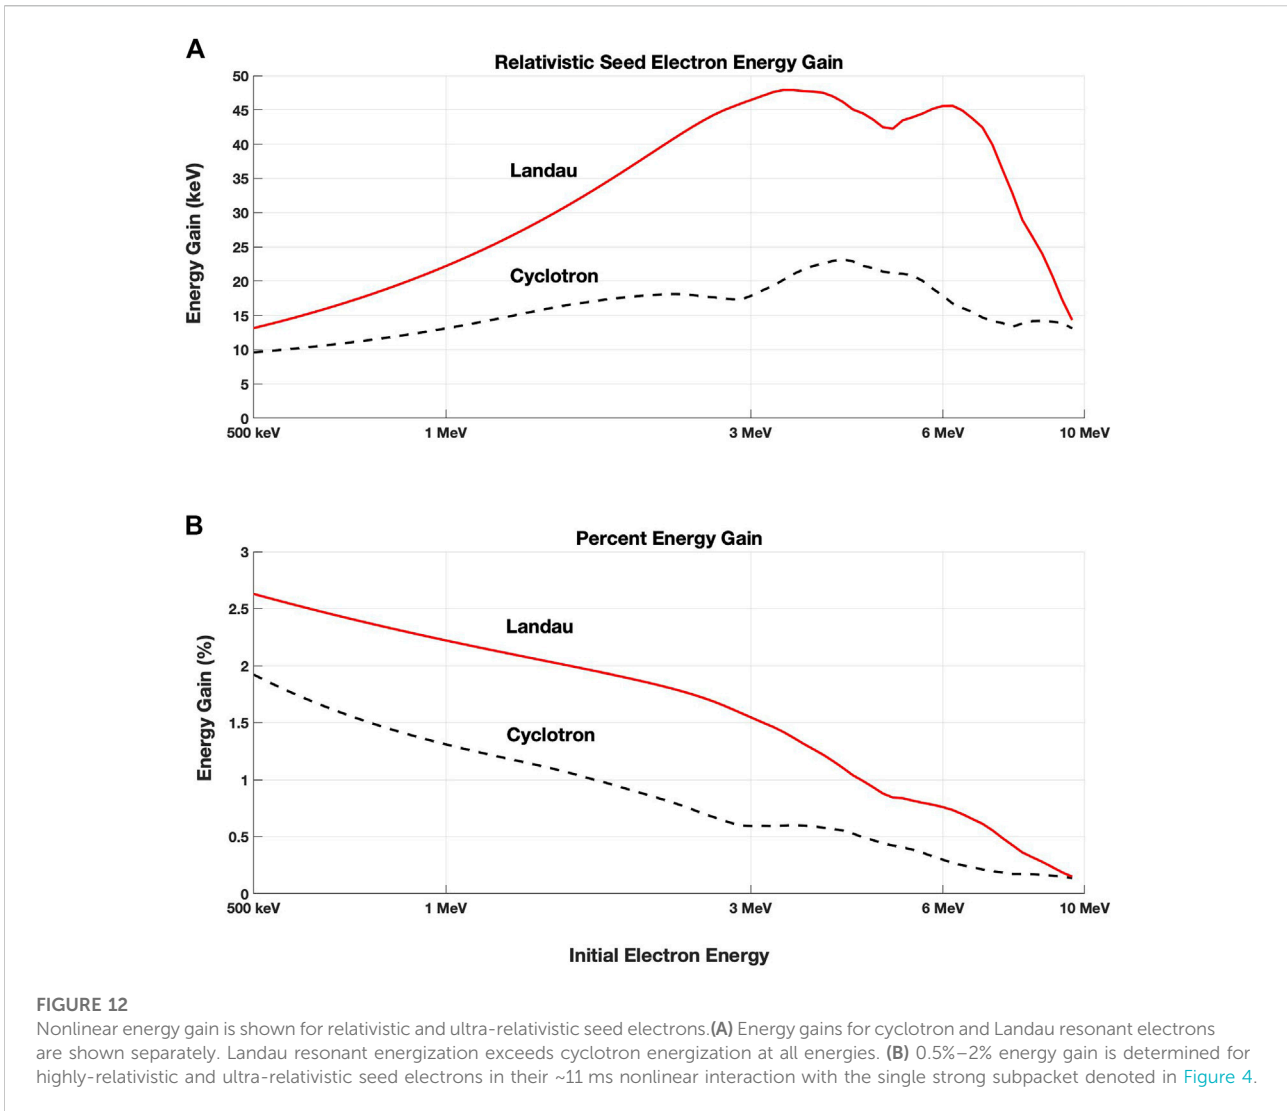 A
Relativistic Seed Electron Energy Gain
50
45
40
35
30
25
20
15
10
5
0
Energy Gain (keV)
Landau
Cyclotron
500 keV 1 MeV 3 MeV 6 MeV 10 MeV
B
Percent Energy Gain
3
2.5
2
1.5
1
0.5
0
Energy Gain (%)
Landau
Cyclotron
500 keV 1 MeV 3 MeV 6 MeV 10 MeV
Initial Electron Energy
FIGURE 12
Nonlinear energy gain is shown for relativistic and ultra-relativistic seed electrons.(A) Energy gains for cyclotron and Landau resonant electrons
are shown separately. Landau resonant energization exceeds cyclotron energization at all energies. (B) 0.5%–2% energy gain is determined for
highly-relativistic and ultra-relativistic seed electrons in their ~11 ms nonlinear interaction with the single strong subpacket denoted in Figure 4.